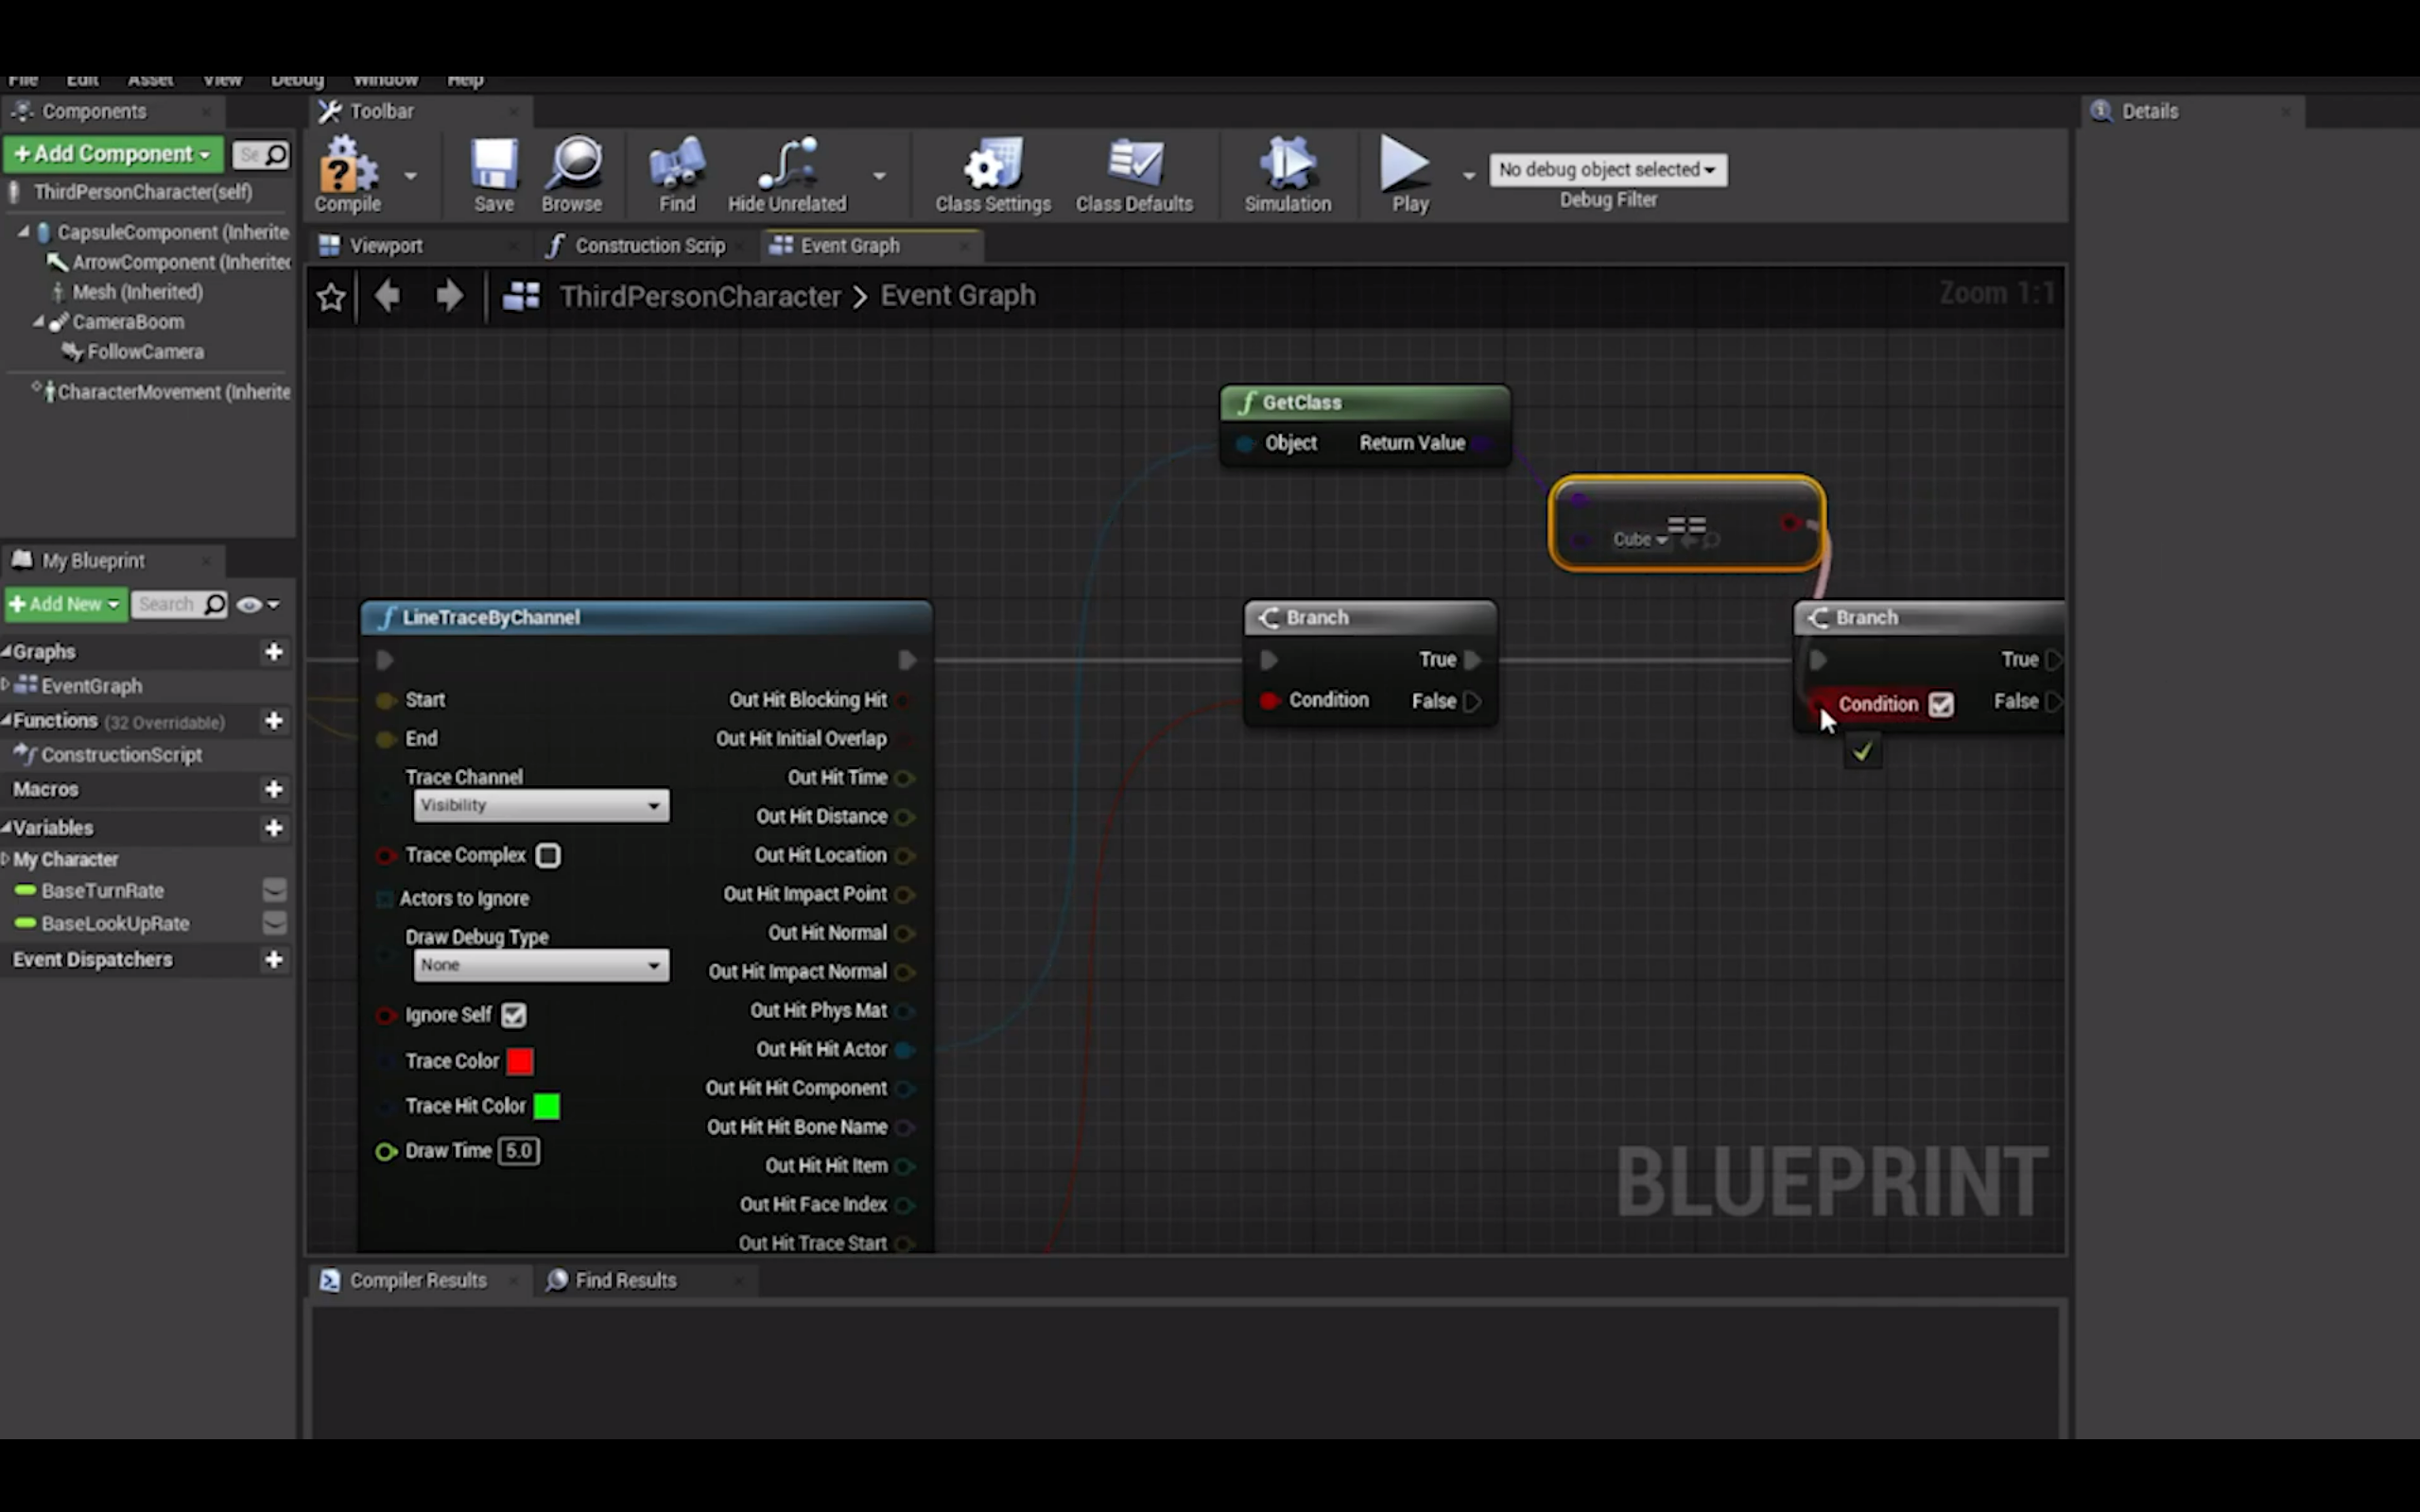 File Edit Asset View Debug Window Help
Components
Toolbar
Details
+Add Component
Se
ThirdPersonCharacter(self)
CapsuleComponent (Inherite
ArrowComponent (Inherited
Mesh (Inherited)
CameraBoom
FollowCamera
CharacterMovement (Inherite
Compile
Save
Browse
Find
Hide Unrelated
Class Settings
Class Defaults
Simulation
Play
No debug object selected
Debug Filter
Viewport
Construction Scrip
Event Graph
ThirdPersonCharacter > Event Graph
Zoom 1:1
My Blueprint
+Add New
Search
Graphs
EventGraph
Functions (32 Overridable)
ConstructionScript
Macros
Variables
My Character
BaseTurnRate
BaseLookUpRate
Event Dispatchers
GetClass
Object Return Value
==
Cube
LineTraceByChannel
Start
End
Trace Channel
Visibility
Trace Complex
Actors to Ignore
Draw Debug Type
None
Ignore Self
Trace Color
Trace Hit Color
Draw Time 5.0
Out Hit Blocking Hit
Out Hit Initial Overlap
Out Hit Time
Out Hit Distance
Out Hit Location
Out Hit Impact Point
Out Hit Normal
Out Hit Impact Normal
Out Hit Phys Mat
Out Hit Hit Actor
Out Hit Hit Component
Out Hit Hit Bone Name
Out Hit Hit Item
Out Hit Face Index
Out Hit Trace Start
Branch
True
Condition False
Branch
True
Condition False
BLUEPRINT
Compiler Results
Find Results